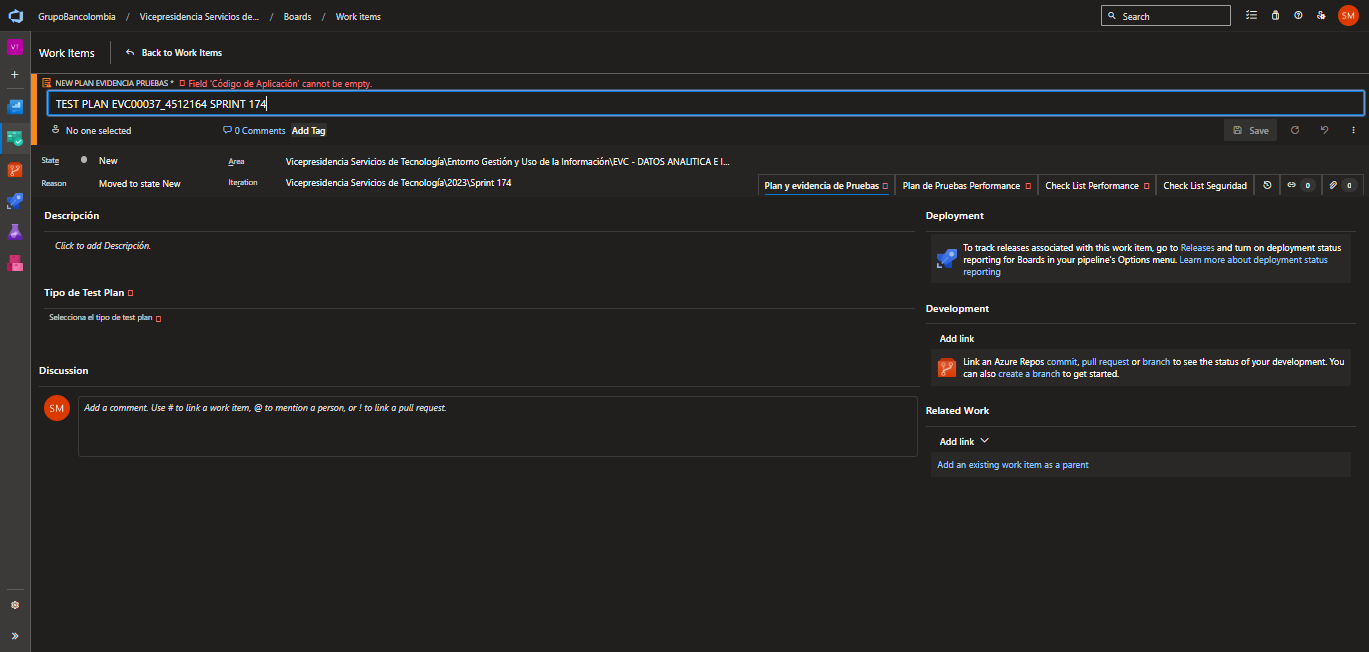 GrupoBancolombia / Vicepresidencia Servicios de... / Boards / Work items
Search
SM
VT
Work Items
Back to Work Items
NEW PLAN EVIDENCIA PRUEBAS * Field 'Código de Aplicación' cannot be empty.
TEST PLAN EVC00037_4512164 SPRINT 174
No one selected
0 Comments
Add Tag
Save
State
New
Area
Vicepresidencia Servicios de Tecnología\Entorno Gestión y Uso de la Información\EVC - DATOS ANALITICA E I...
Reason
Moved to state New
Iteration
Vicepresidencia Servicios de Tecnología\2023\Sprint 174
Plan y evidencia de Pruebas
Plan de Pruebas Performance
Check List Performance
Check List Seguridad
0
0
Descripción
Click to add Descripción.
Tipo de Test Plan
Selecciona el tipo de test plan
Discussion
SM
Add a comment. Use # to link a work item, @ to mention a person, or ! to link a pull request.
Deployment
To track releases associated with this work item, go to Releases and turn on deployment status
reporting for Boards in your pipeline's Options menu. Learn more about deployment status
reporting
Development
Add link
Link an Azure Repos commit, pull request or branch to see the status of your development. You
can also create a branch to get started.
Related Work
Add link
Add an existing work item as a parent